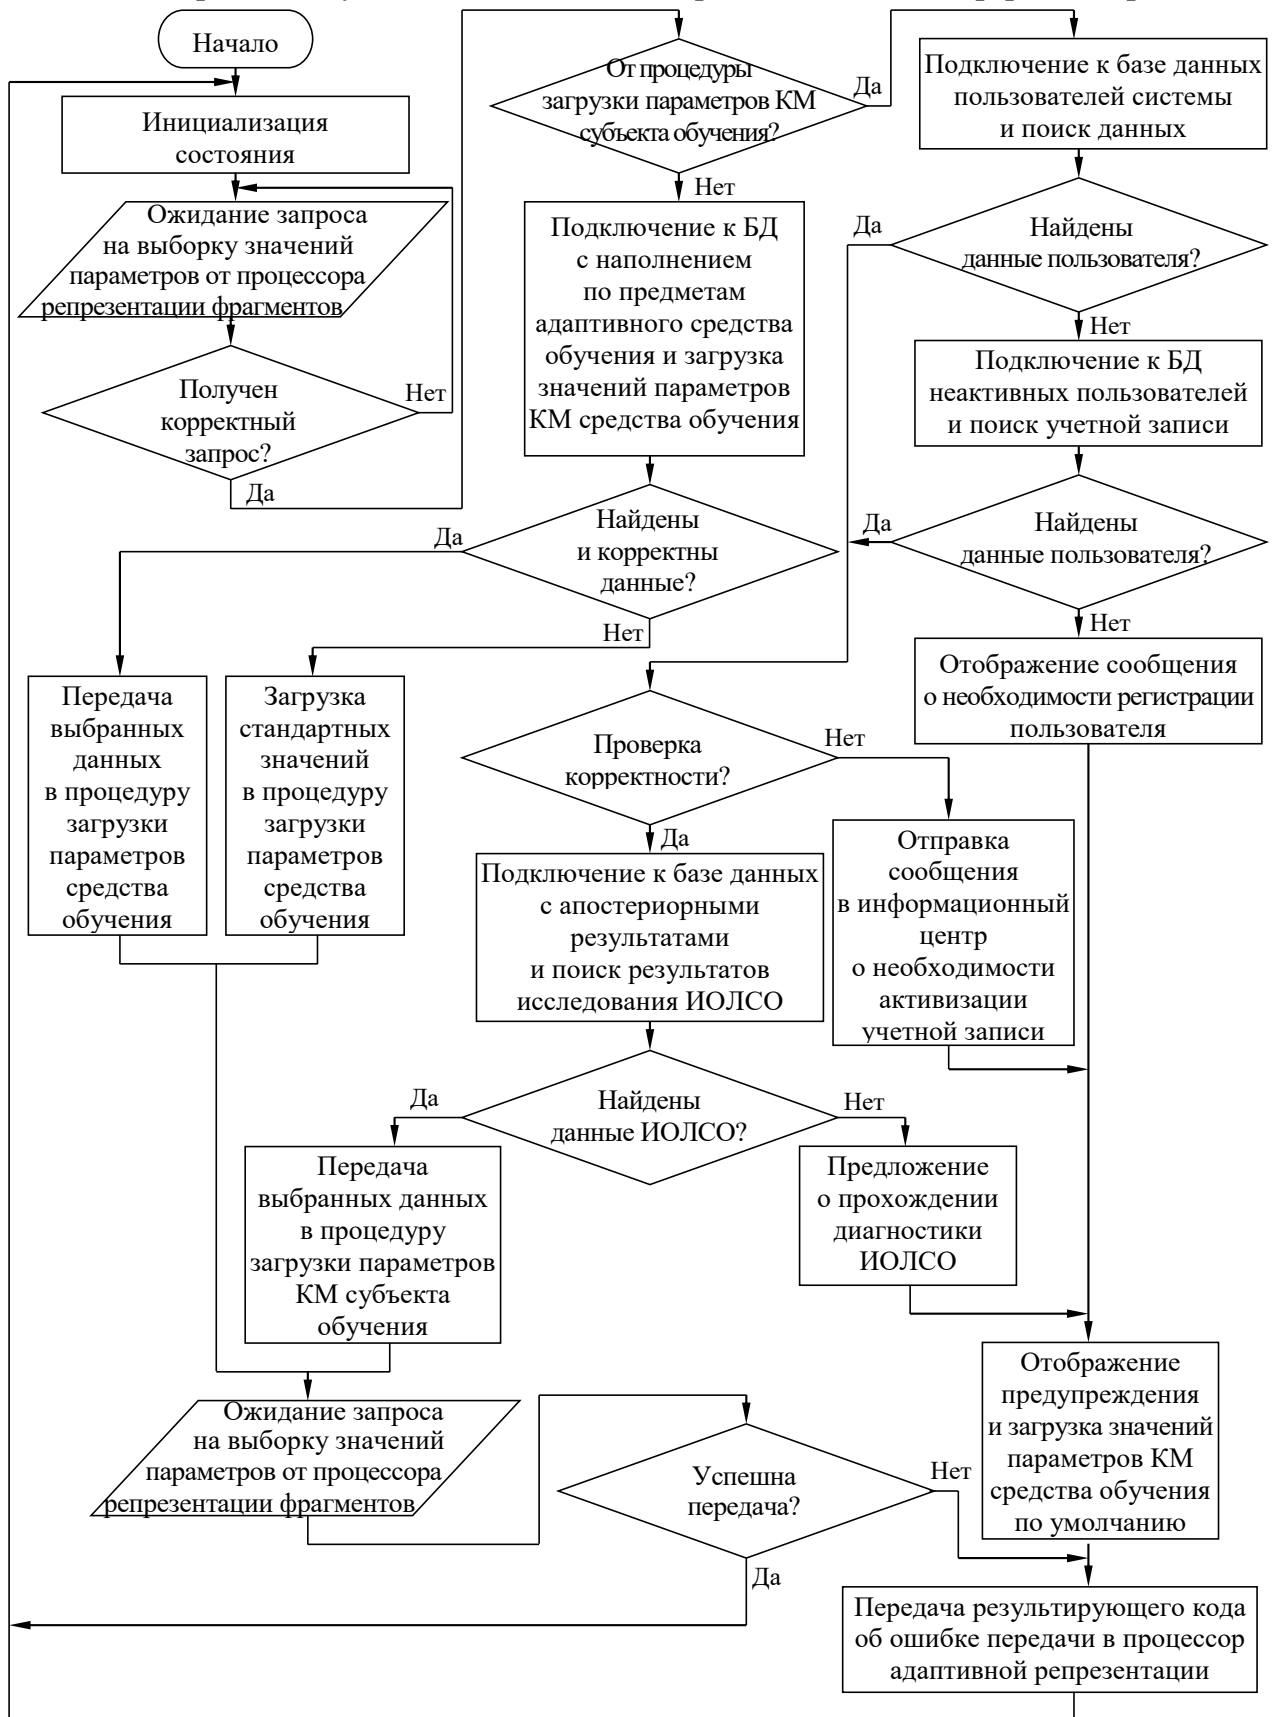 Начало
Инициализация
состояния
Ожидание запроса
на выборку значений
параметров от процессора
репрезентации фрагментов
Получен
корректный
запрос?
Нет
Да
От процедуры
загрузки параметров КМ
субъекта обучения?
Да
Нет
Подключение к базе данных
пользователей системы
и поиск данных
Найдены
данные пользователя?
Да
Нет
Подключение к БД
с наполнением
по предметам
адаптивного средства
обучения и загрузка
значений параметров
КМ средства обучения
Подключение к БД
неактивных пользователей
и поиск учетной записи
Найдены
и корректны
данные?
Да
Нет
Найдены
данные пользователя?
Да
Нет
Отображение сообщения
о необходимости регистрации
пользователя
Передача
выбранных
данных
в процедуру
загрузки
параметров
средства
обучения
Загрузка
стандартных
значений
в процедуру
загрузки
параметров
средства
обучения
Проверка
корректности?
Нет
Да
Подключение к базе данных
с апостериорными
результатами
и поиск результатов
исследования ИОЛСО
Отправка
сообщения
в информационный
центр
о необходимости
активизации
учетной записи
Найдены
данные ИОЛСО?
Да
Нет
Передача
выбранных данных
в процедуру
загрузки параметров
КМ субъекта
обучения
Предложение
о прохождении
диагностики
ИОЛСО
Отображение
предупреждения
и загрузка значений
параметров КМ
средства обучения
по умолчанию
Ожидание запроса
на выборку значений
параметров от процессора
репрезентации фрагментов
Успешна
передача?
Нет
Да
Передача результирующего кода
об ошибке передачи в процессор
адаптивной репрезентации